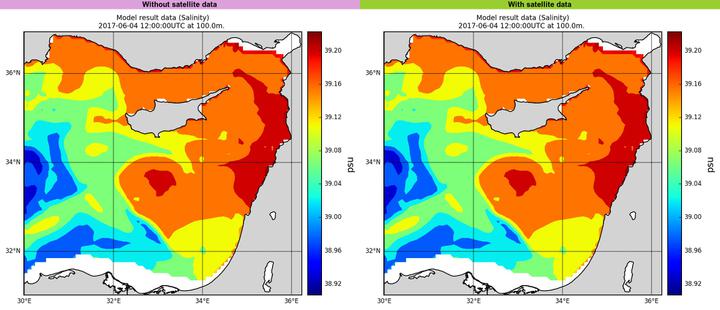 Without satellite data
With satellite data
Model result data (Salinity)
2017-06-04 12:00:00UTC at 100.0m.
36°N
34°N
32°N
30°E
32°E
34°E
36°E
39.20
39.16
39.12
39.08
39.04
39.00
38.96
38.92
psu
Model result data (Salinity)
2017-06-04 12:00:00UTC at 100.0m.
36°N
34°N
32°N
30°E
32°E
34°E
36°E
39.20
39.16
39.12
39.08
39.04
39.00
38.96
38.92
psu